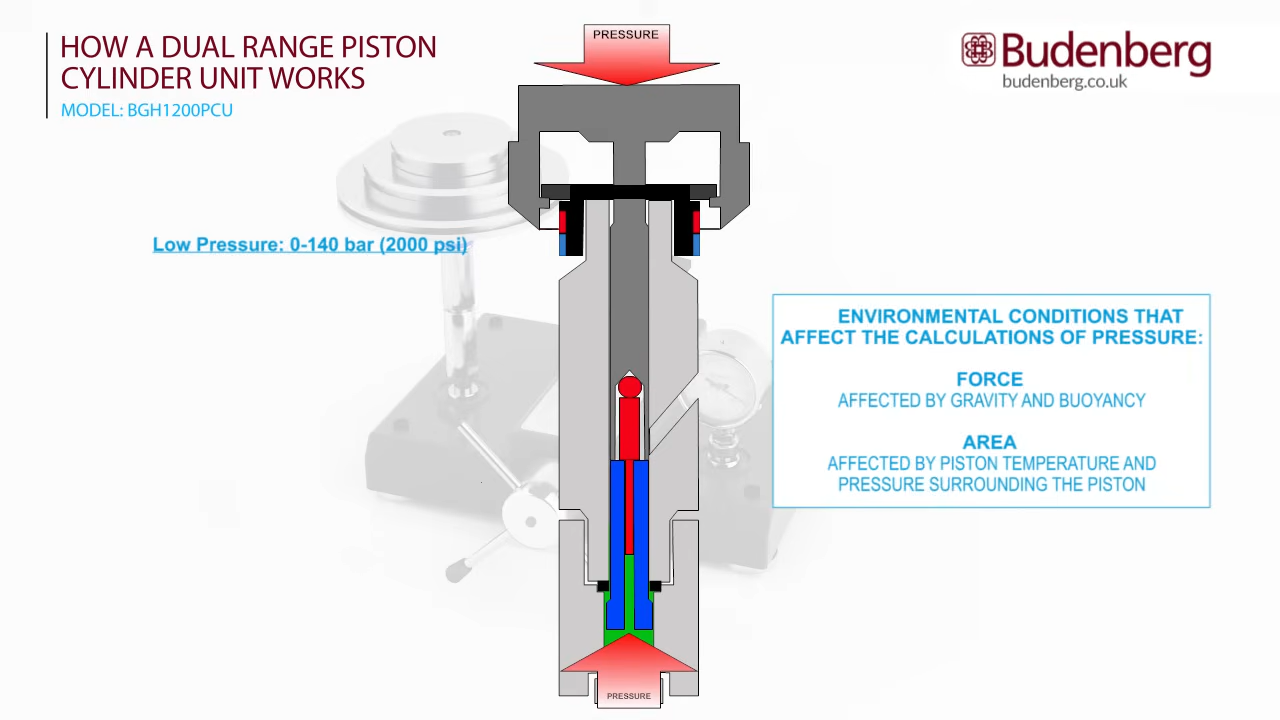 HOW A DUAL RANGE PISTON
CYLINDER UNIT WORKS
MODEL: BGH1200PCU
PRESSURE
Budenberg
budenberg.co.uk
Low Pressure: 0-140 bar (2000 psi)
ENVIRONMENTAL CONDITIONS THAT
AFFECT THE CALCULATIONS OF PRESSURE:
FORCE
AFFECTED BY GRAVITY AND BUOYANCY
AREA
AFFECTED BY PISTON TEMPERATURE AND
PRESSURE SURROUNDING THE PISTON
PRESSURE